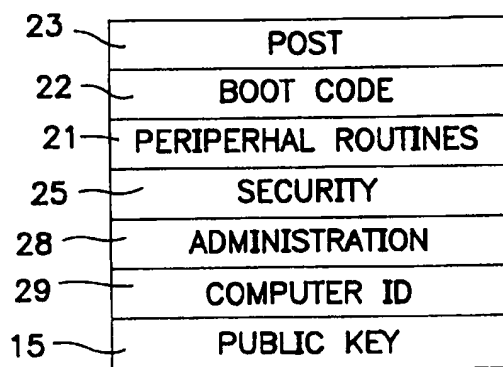 23 POST
22 BOOT CODE
21 PERIPERHAL ROUTINES
25 SECURITY
28 ADMINISTRATION
29 COMPUTER ID
15 PUBLIC KEY